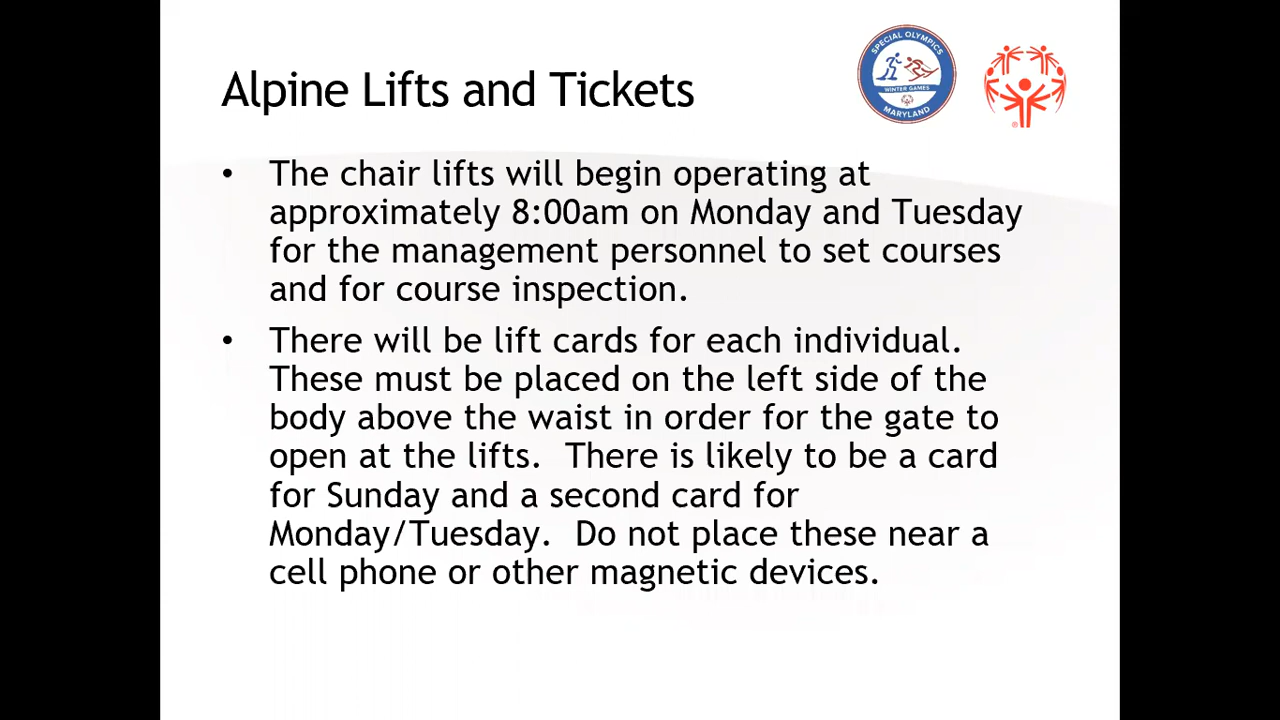 Alpine Lifts and Tickets
SPECIAL OLYMPICS
WINTER GAMES
MARYLAND
®
• The chair lifts will begin operating at
approximately 8:00am on Monday and Tuesday
for the management personnel to set courses
and for course inspection.
• There will be lift cards for each individual.
These must be placed on the left side of the
body above the waist in order for the gate to
open at the lifts.  There is likely to be a card
for Sunday and a second card for
Monday/Tuesday.  Do not place these near a
cell phone or other magnetic devices.